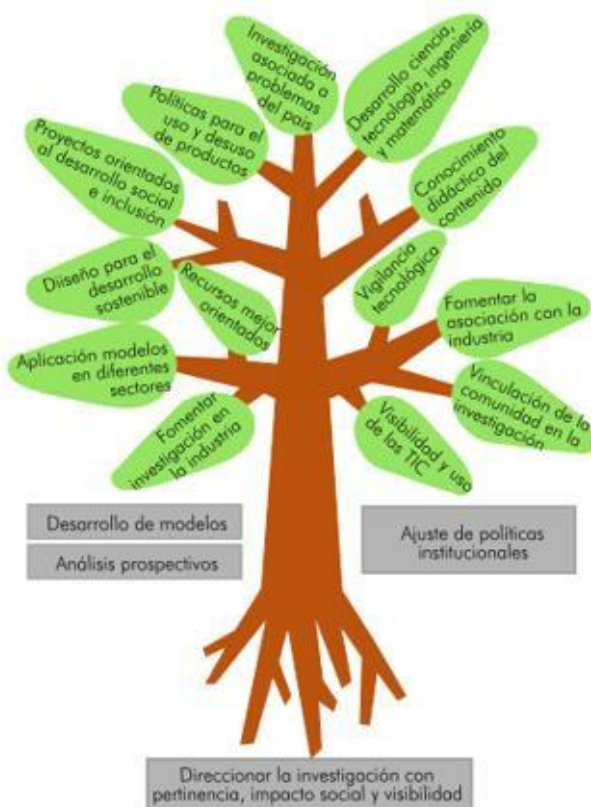 Investigación
asociada a
problemas
del país
Desarrollo ciencia,
tecnología, ingeniería
y matemática
Políticas para el
uso y desuso
de productos
Conocimiento
didáctica del
contenido
Proyectos orientados
al desarrollo social
e inclusión
Vigilancia
tecnológica
Diiseño para el
desarrollo
sostenible
Recursos mejor
orientados
Fomentar la
asociación con la
industria
Aplicación modelos
en diferentes
sectores
Vinculación de la
comunidad en la
investigación
Fomentar
investigación en
la industria
Visibilidad y uso
de las TIC
Desarrollo de modelos
Análisis prospectivos
Ajuste de políticas
institucionales
Direccionar la investigación con
pertinencia, impacto social y visibilidad